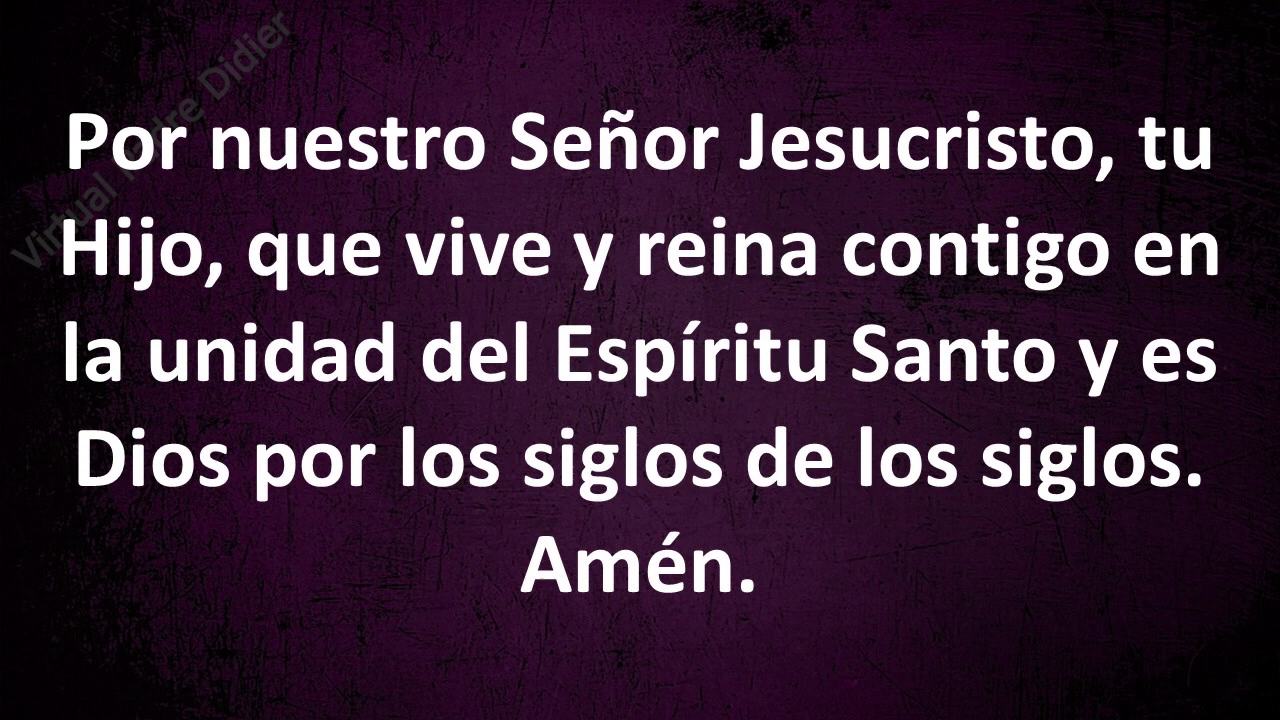 Virtual Padre Didier
Por nuestro Señor Jesucristo, tu
Hijo, que vive y reina contigo en
la unidad del Espíritu Santo y es
Dios por los siglos de los siglos.
Amén.